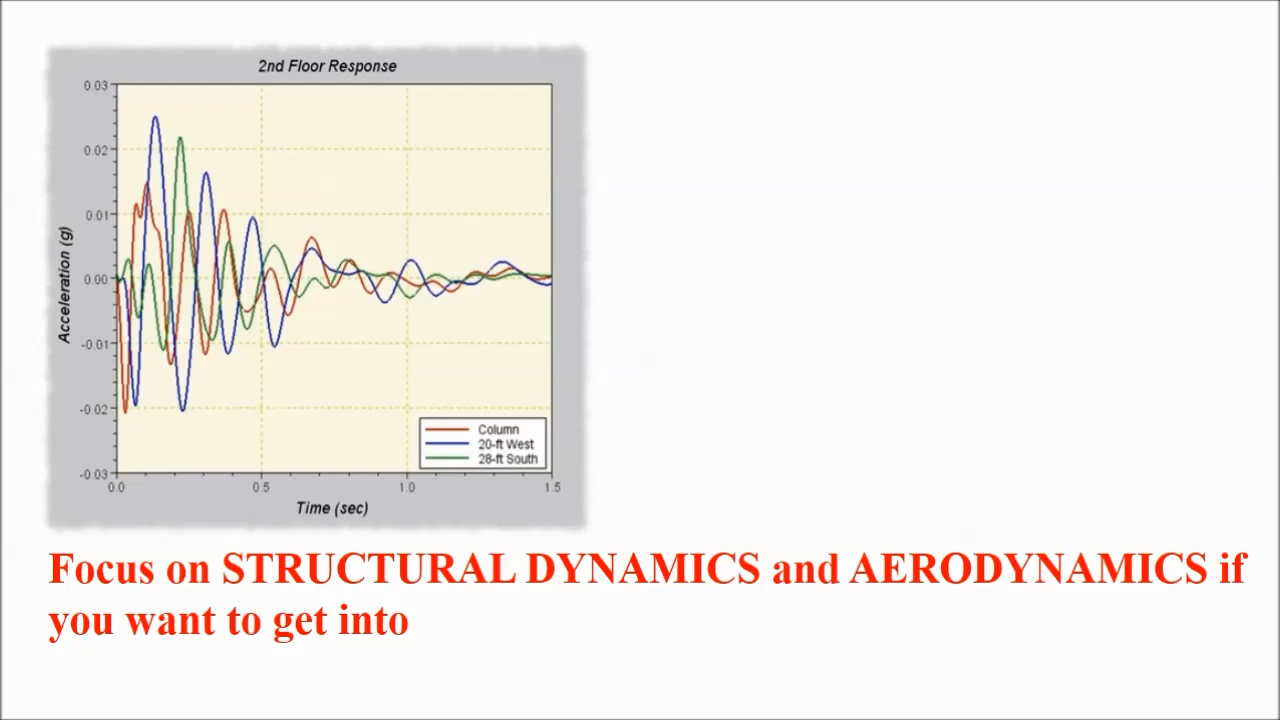 2nd Floor Response
0.03
0.02
0.01
0.00
-0.01
-0.02
-0.03
Acceleration (g)
Column
20-ft West
28-ft South
0.0 0.5 1.0 1.5
Time (sec)
Focus on STRUCTURAL DYNAMICS and AERODYNAMICS if
you want to get into